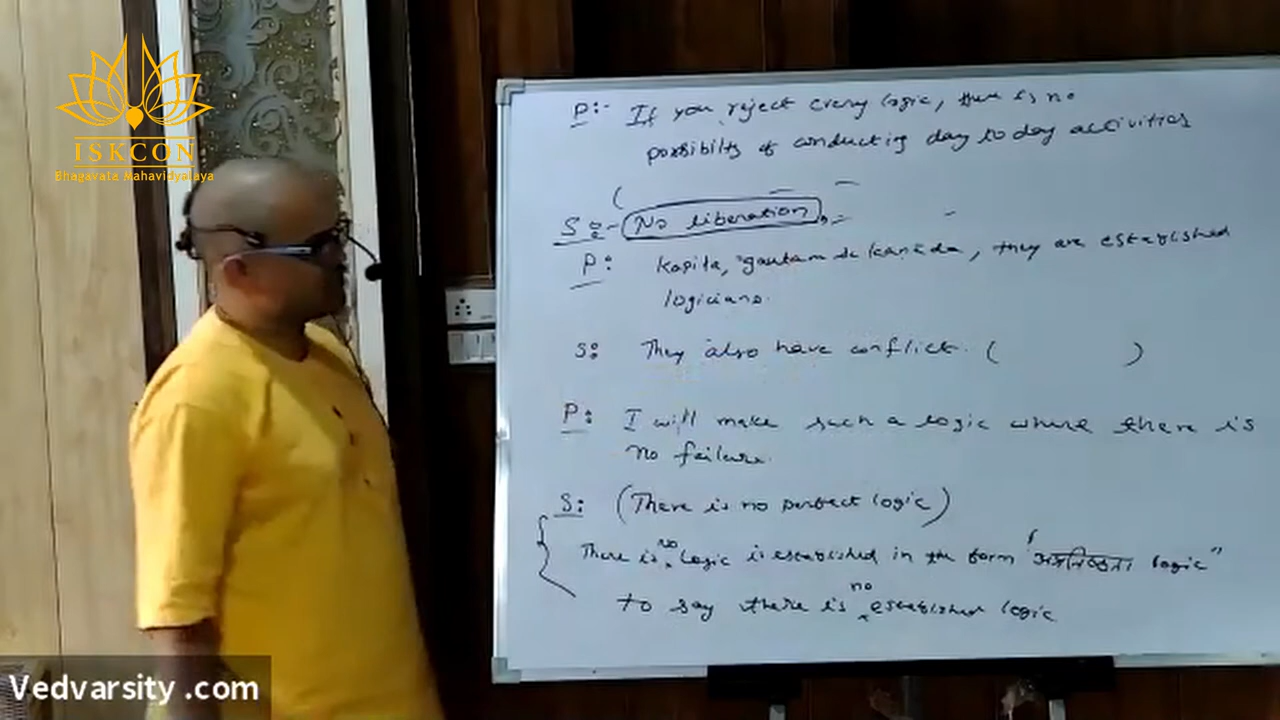 ISKCON
Bhagavata Mahavidyalaya
P:- If you reject every logic, there is no
possibility of conducting day to day activities
S:- No liberation,
P: Kapila, gautam & kanada, they are established
logicians.
S: They also have conflict. ( )
P: I will make such a logic where there is
no failure.
S: (There is no perfect logic)
There is no logic is established in the form " logic"
to say there is no established logic
Vedvarsity .com